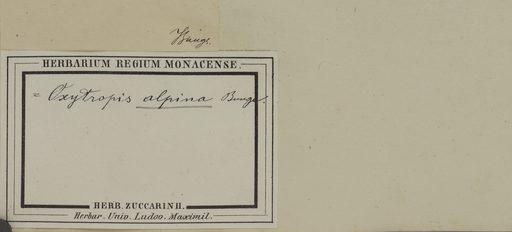 Bunge.
HERBARIUM REGIUM MONACENSE.
= Oxytropis alpina Bunge.
HERB. ZUCCARINII.
Herbar. Univ. Ludov. Maximil.